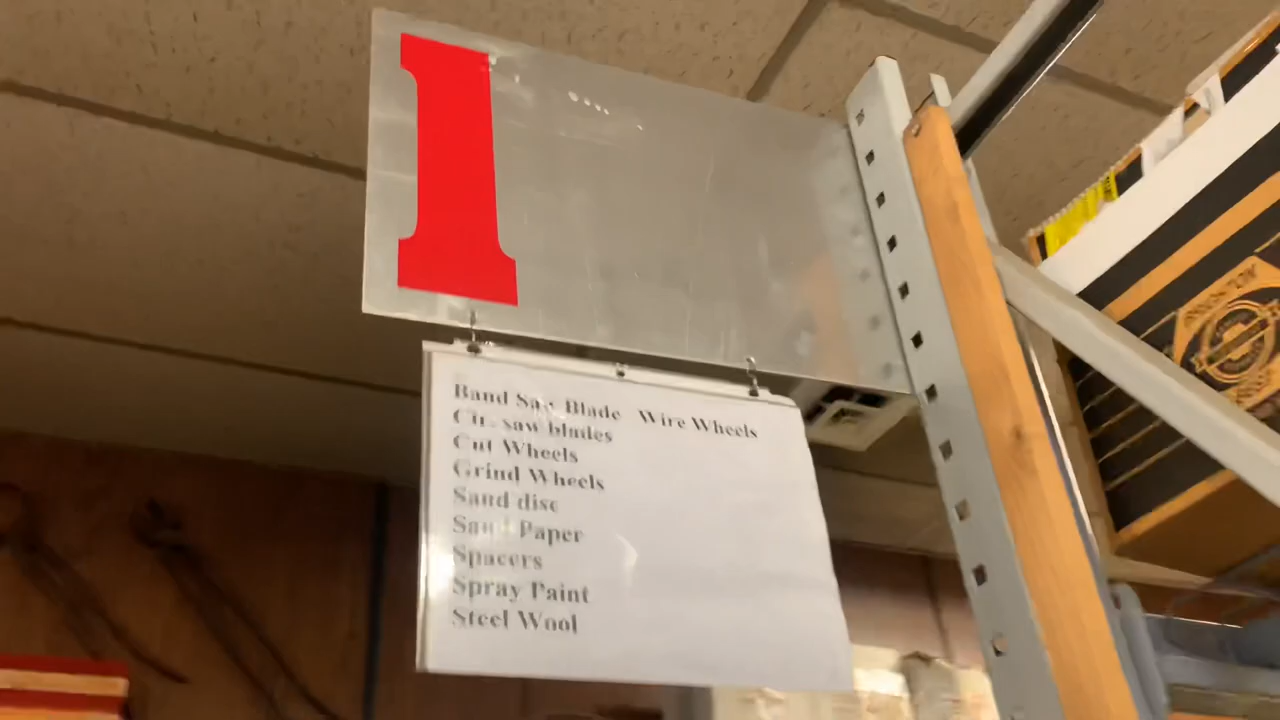 1
Band Saw Blade Wire Wheels
Cir. saw blades
Cut Wheels
Grind Wheels
Sand disc
Sand Paper
Spacers
Spray Paint
Steel Wool